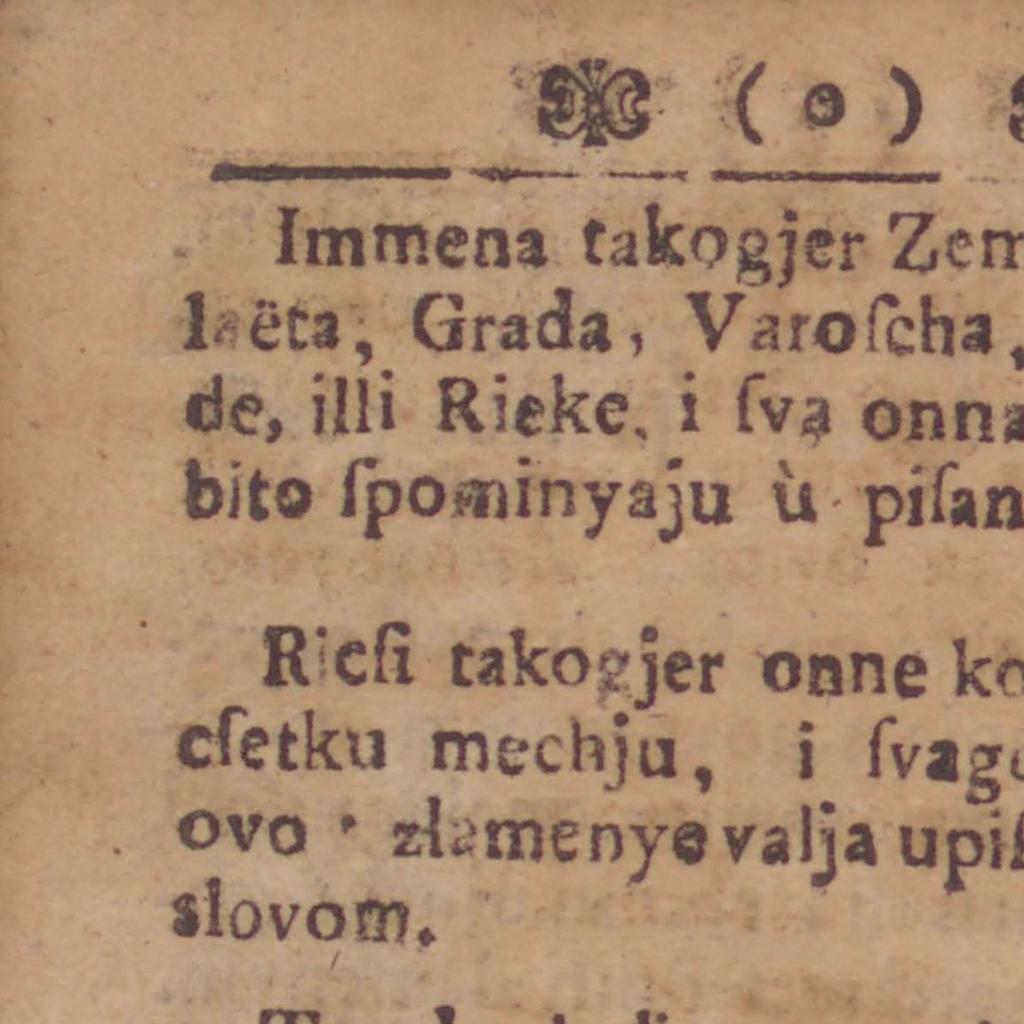 ( o )
Immena takogjer Zem
laëta, Grada, Varoſcha,
de, illi Rieke, i ſva onna
bito ſpominyaju ù piſan
Rieſi takogjer onne ko
cſetku mechju, i ſvag
ovo zlamenye valja upiſ
slovom.